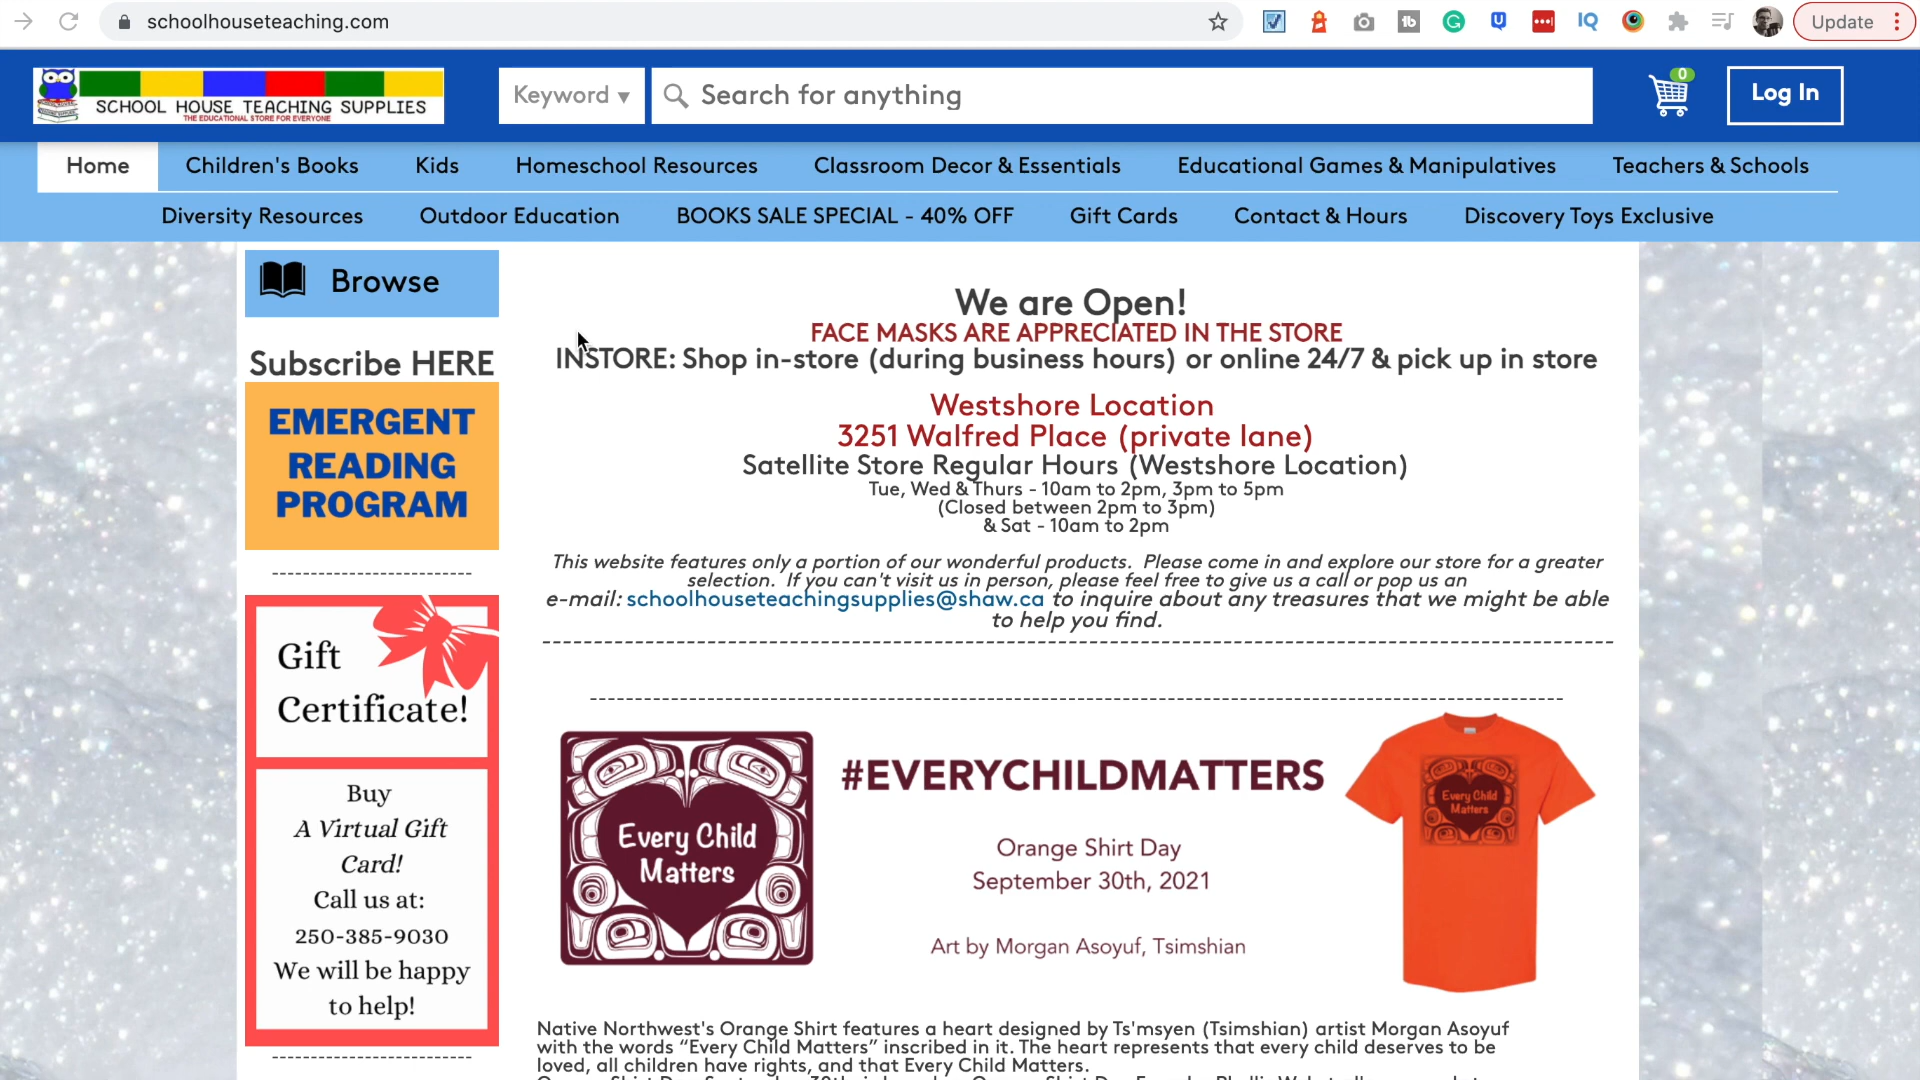 schoolhouseteaching.com
Update
SCHOOL HOUSE TEACHING SUPPLIES
THE EDUCATIONAL STORE FOR EVERYONE
Keyword ▾
Search for anything
0
Log In
Home
Children's Books
Kids
Homeschool Resources
Classroom Decor & Essentials
Educational Games & Manipulatives
Teachers & Schools
Diversity Resources
Outdoor Education
BOOKS SALE SPECIAL - 40% OFF
Gift Cards
Contact & Hours
Discovery Toys Exclusive
Browse
Subscribe HERE
EMERGENT
READING
PROGRAM
Gift
Certificate!
Buy
A Virtual Gift
Card!
Call us at:
250-385-9030
We will be happy
to help!
We are Open!
FACE MASKS ARE APPRECIATED IN THE STORE
INSTORE: Shop in-store (during business hours) or online 24/7 & pick up in store
Westshore Location
3251 Walfred Place (private lane)
Satellite Store Regular Hours (Westshore Location)
Tue, Wed & Thurs - 10am to 2pm, 3pm to 5pm
(Closed between 2pm to 3pm)
& Sat - 10am to 2pm
This website features only a portion of our wonderful products. Please come in and explore our store for a greater
selection. If you can't visit us in person, please feel free to give us a call or pop us an
e-mail: schoolhouseteachingsupplies@shaw.ca to inquire about any treasures that we might be able
to help you find.
Every Child
Matters
#EVERYCHILDMATTERS
Orange Shirt Day
September 30th, 2021
Art by Morgan Asoyuf, Tsimshian
Every Child
Matters
Native Northwest's Orange Shirt features a heart designed by Ts'msyen (Tsimshian) artist Morgan Asoyuf
with the words “Every Child Matters” inscribed in it. The heart represents that every child deserves to be
loved, all children have rights, and that Every Child Matters.